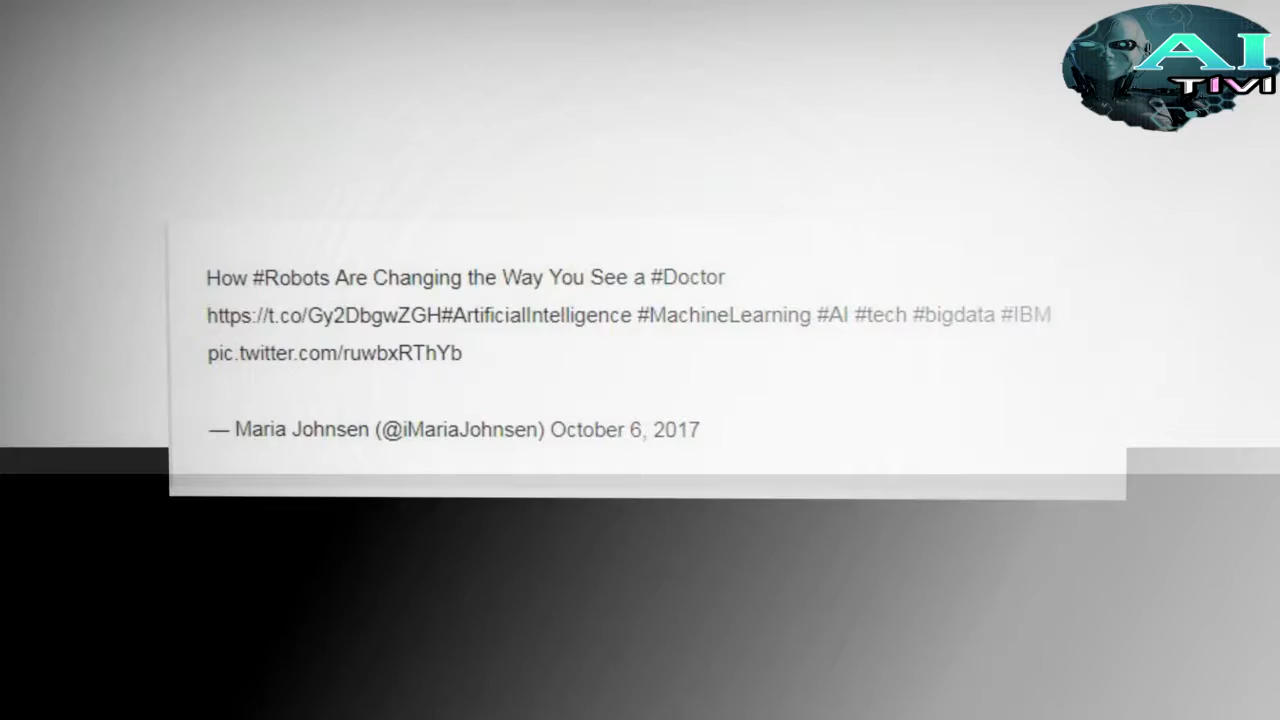 AI
TIVI
How #Robots Are Changing the Way You See a #Doctor
https://t.co/Gy2DbgwZGH#ArtificialIntelligence #MachineLearning #AI #tech #bigdata #IBM
pic.twitter.com/ruwbxRThYb
— Maria Johnsen (@iMariaJohnsen) October 6, 2017